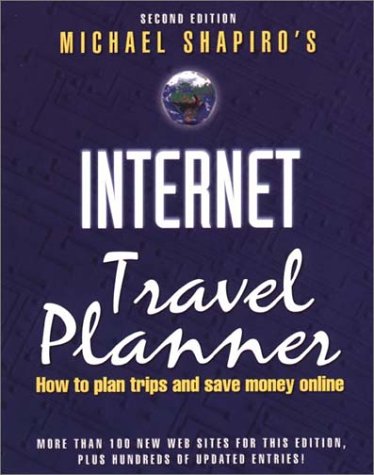 SECOND EDITION
MICHAEL SHAPIRO'S
INTERNET
Travel
Planner
How to plan trips and save money online
MORE THAN 100 NEW WEB SITES FOR THIS EDITION,
PLUS HUNDREDS OF UPDATED ENTRIES!